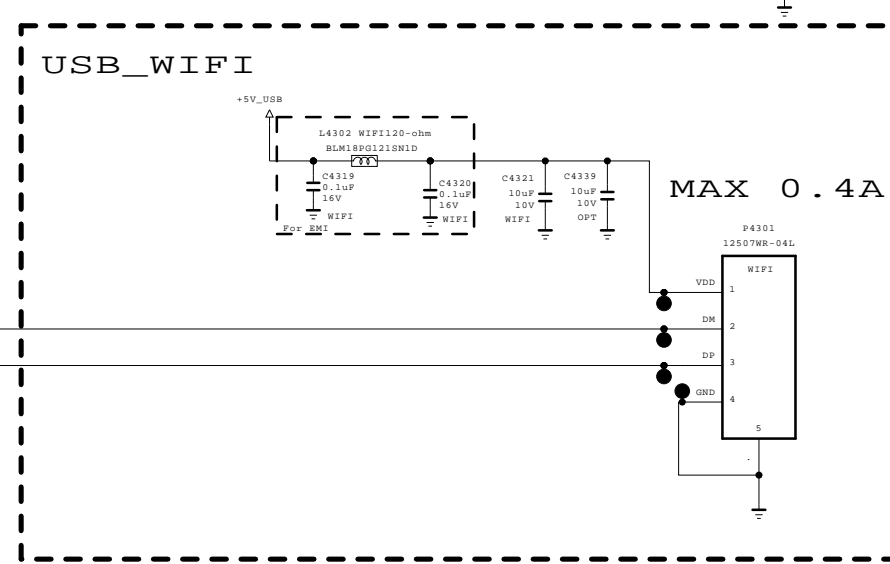 USB_WIFI
+5V_USB
L4302 WIFI120-ohm
BLM18PG121SN1D
C4319
0.1uF
16V
WIFI
C4320
0.1uF
16V
WIFI
For EMI
C4321
10uF
10V
WIFI
C4339
10uF
10V
OPT
MAX 0.4A
P4301
12507WR-04L
WIFI
VDD
1
DM
2
DP
3
GND
4
5
.